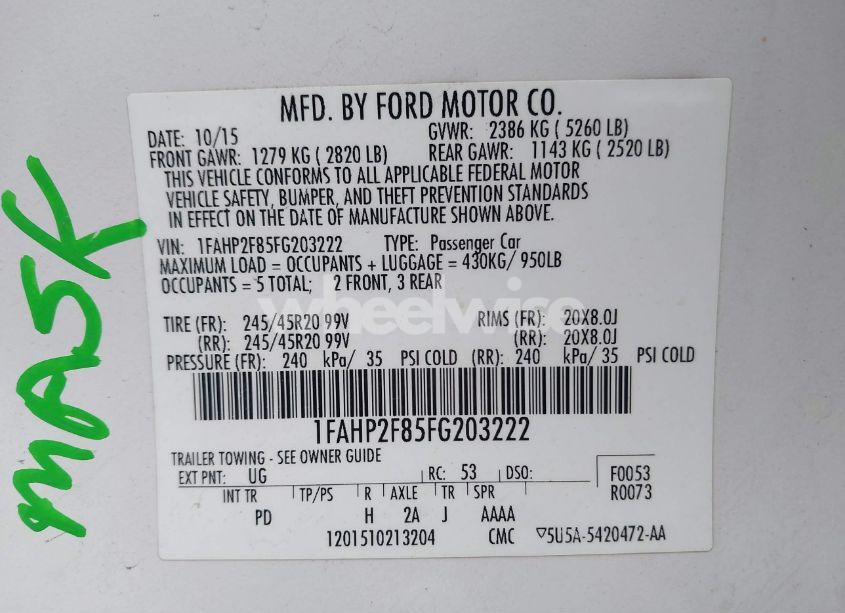 MFD. BY FORD MOTOR CO.
DATE: 10/15 GVWR: 2386 KG ( 5260 LB)
FRONT GAWR: 1279 KG ( 2820 LB) REAR GAWR: 1143 KG ( 2520 LB)
THIS VEHICLE CONFORMS TO ALL APPLICABLE FEDERAL MOTOR
VEHICLE SAFETY, BUMPER, AND THEFT PREVENTION STANDARDS
IN EFFECT ON THE DATE OF MANUFACTURE SHOWN ABOVE.
VIN: 1FAHP2F85FG203222 TYPE: Passenger Car
MAXIMUM LOAD = OCCUPANTS + LUGGAGE = 430KG/ 950LB
OCCUPANTS = 5 TOTAL; 2 FRONT, 3 REAR
wheelwise
TIRE (FR): 245/45R20 99V RIMS (FR): 20X8.0J
(RR): 245/45R20 99V (RR): 20X8.0J
PRESSURE (FR): 240 kPa/ 35 PSI COLD (RR): 240 kPa/ 35 PSI COLD
1FAHP2F85FG203222
TRAILER TOWING - SEE OWNER GUIDE
EXT PNT: UG RC: 53 DSO: F0053
INT TR TP/PS R AXLE TR SPR R0073
PD H 2A J AAAA
1201510213204 CMC ▽5U5A-5420472-AA
MASK